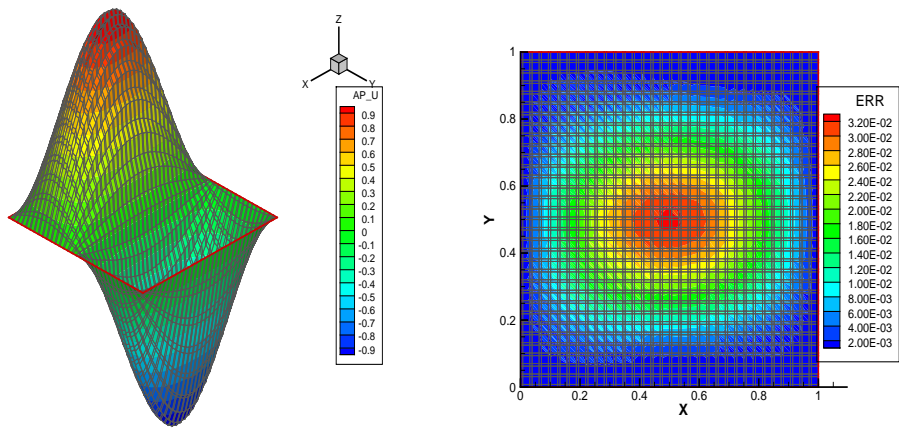 Z
X
Y
AP_U
0.9
0.8
0.7
0.6
0.5
0.4
0.3
0.2
0.1
0
-0.1
-0.2
-0.3
-0.4
-0.5
-0.6
-0.7
-0.8
-0.9
Y
1
0.8
0.6
0.4
0.2
0
0
0.2
0.4
0.6
0.8
1
X
ERR
3.20E-02
3.00E-02
2.80E-02
2.60E-02
2.40E-02
2.20E-02
2.00E-02
1.80E-02
1.60E-02
1.40E-02
1.20E-02
1.00E-02
8.00E-03
6.00E-03
4.00E-03
2.00E-03